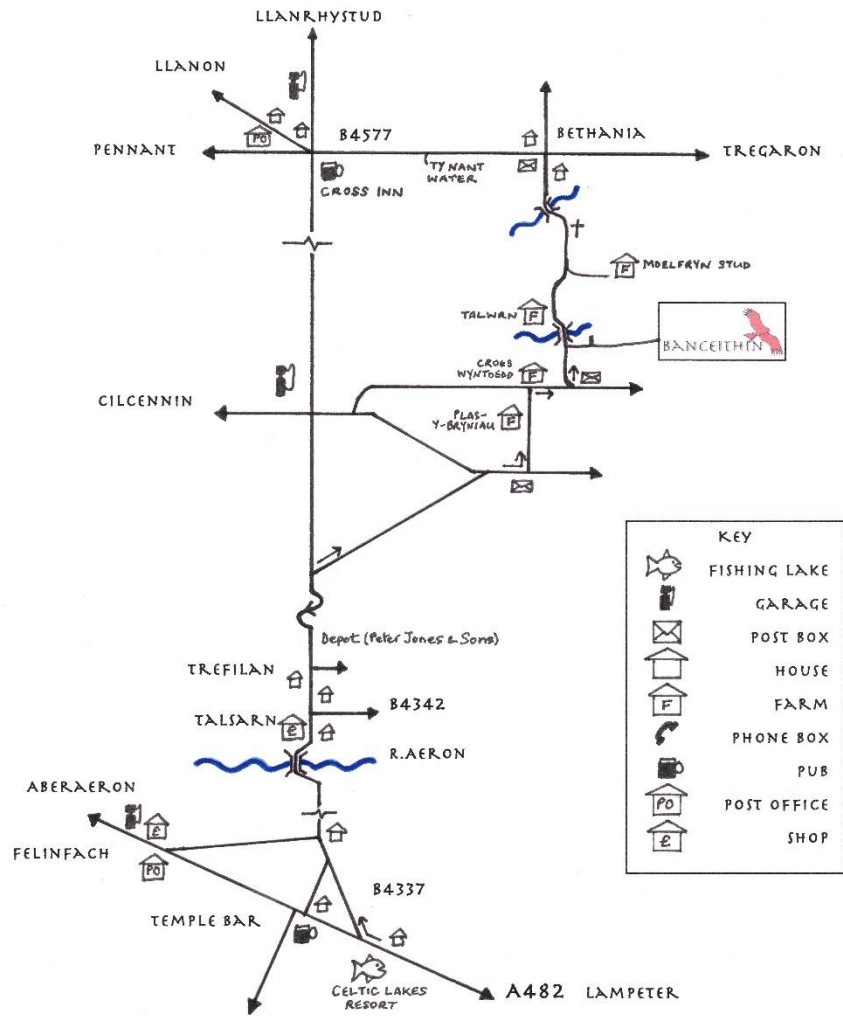 LLANRHYSTUD
LLANON
PO
B4577
BETHANIA
PENNANT
TREGARON
TY NANT
WATER
CROSS INN
F
MOELFRYN STUD
TALWRN
F
BANCEITHIN
CROES
WYNTOEDD
F
CILCENNIN
PLAS-
Y-BRYNIAU
F
KEY
FISHING LAKE
GARAGE
POST BOX
HOUSE
F
FARM
PHONE BOX
PUB
PO
POST OFFICE
£
SHOP
Depot (Peter Jones & Sons)
TREFILAN
B4342
TALSARN
£
R.AERON
ABERAERON
£
FELINFACH
PO
B4337
TEMPLE BAR
CELTIC LAKES
RESORT
A482 LAMPETER